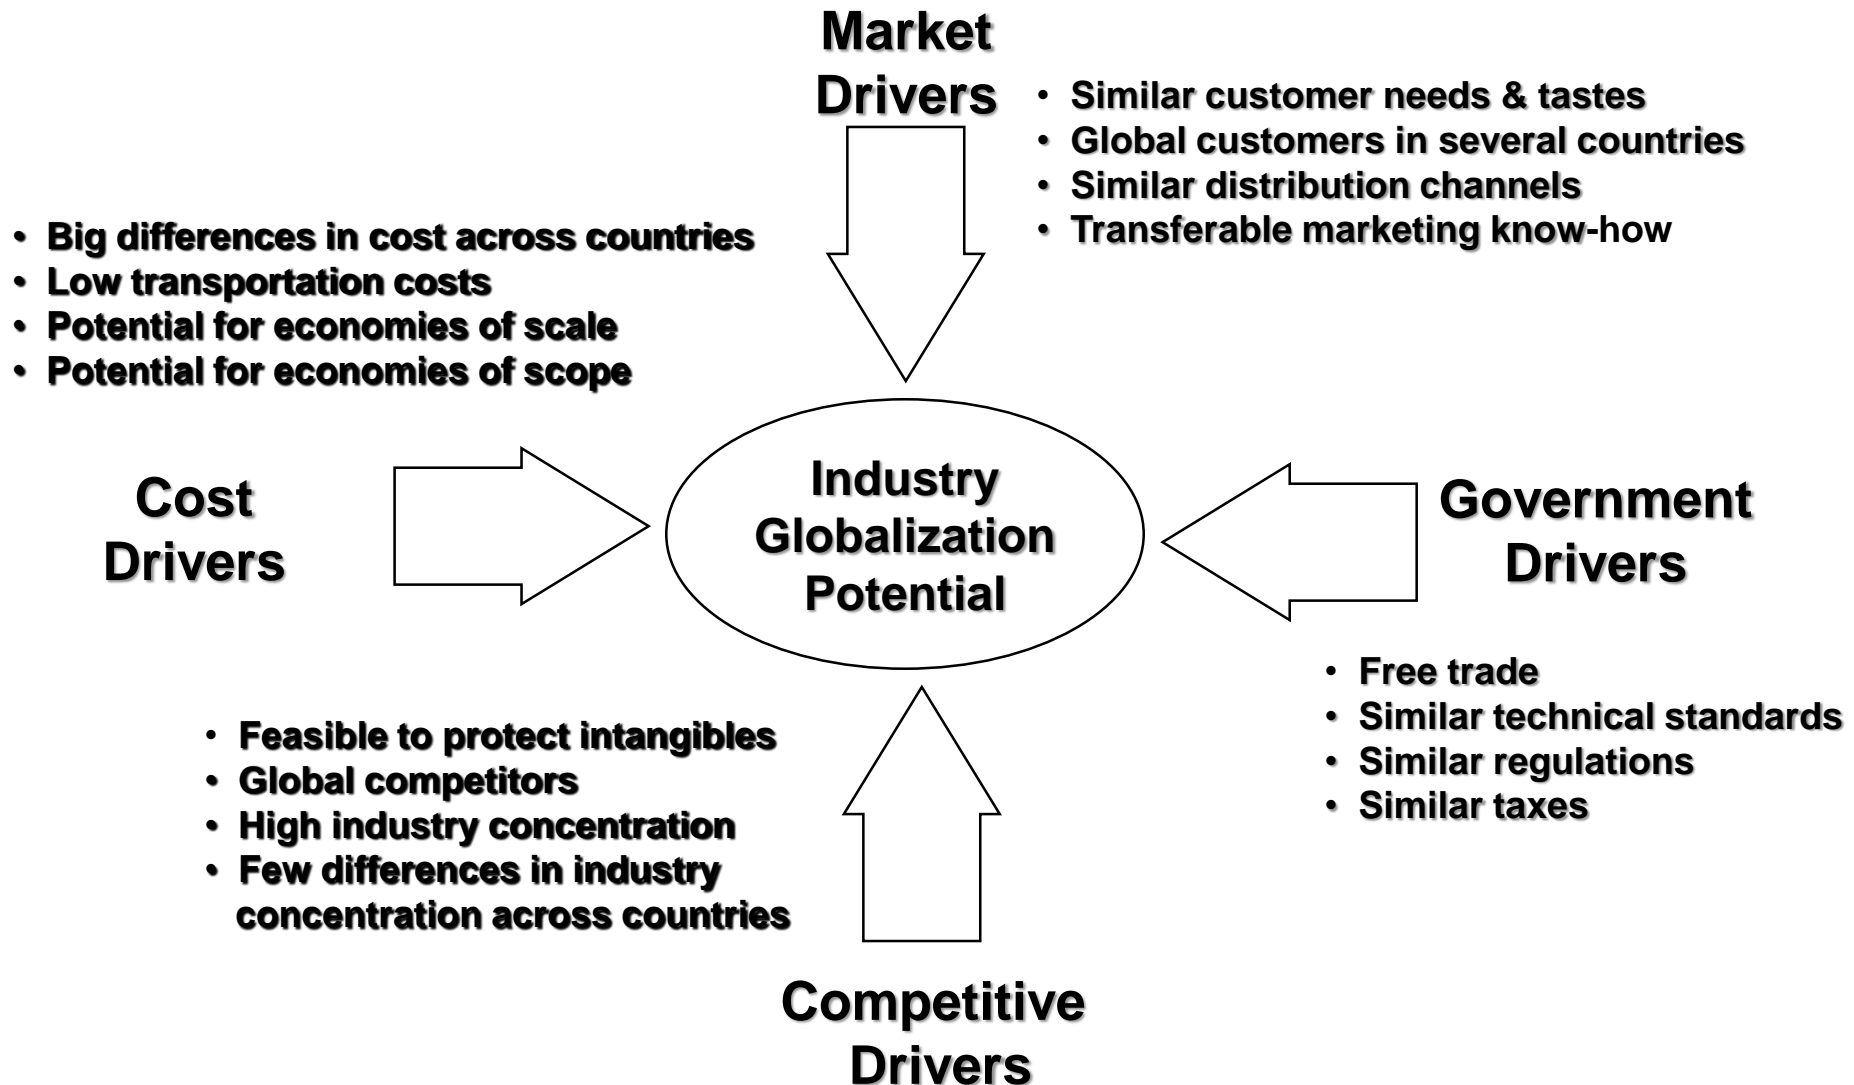 Market
Drivers
• Similar customer needs & tastes
• Global customers in several countries
• Similar distribution channels
• Transferable marketing know-how
• Big differences in cost across countries
• Low transportation costs
• Potential for economies of scale
• Potential for economies of scope
Cost
Drivers
Industry
Globalization
Potential
Government
Drivers
• Free trade
• Similar technical standards
• Similar regulations
• Similar taxes
• Feasible to protect intangibles
• Global competitors
• High industry concentration
• Few differences in industry
concentration across countries
Competitive
Drivers